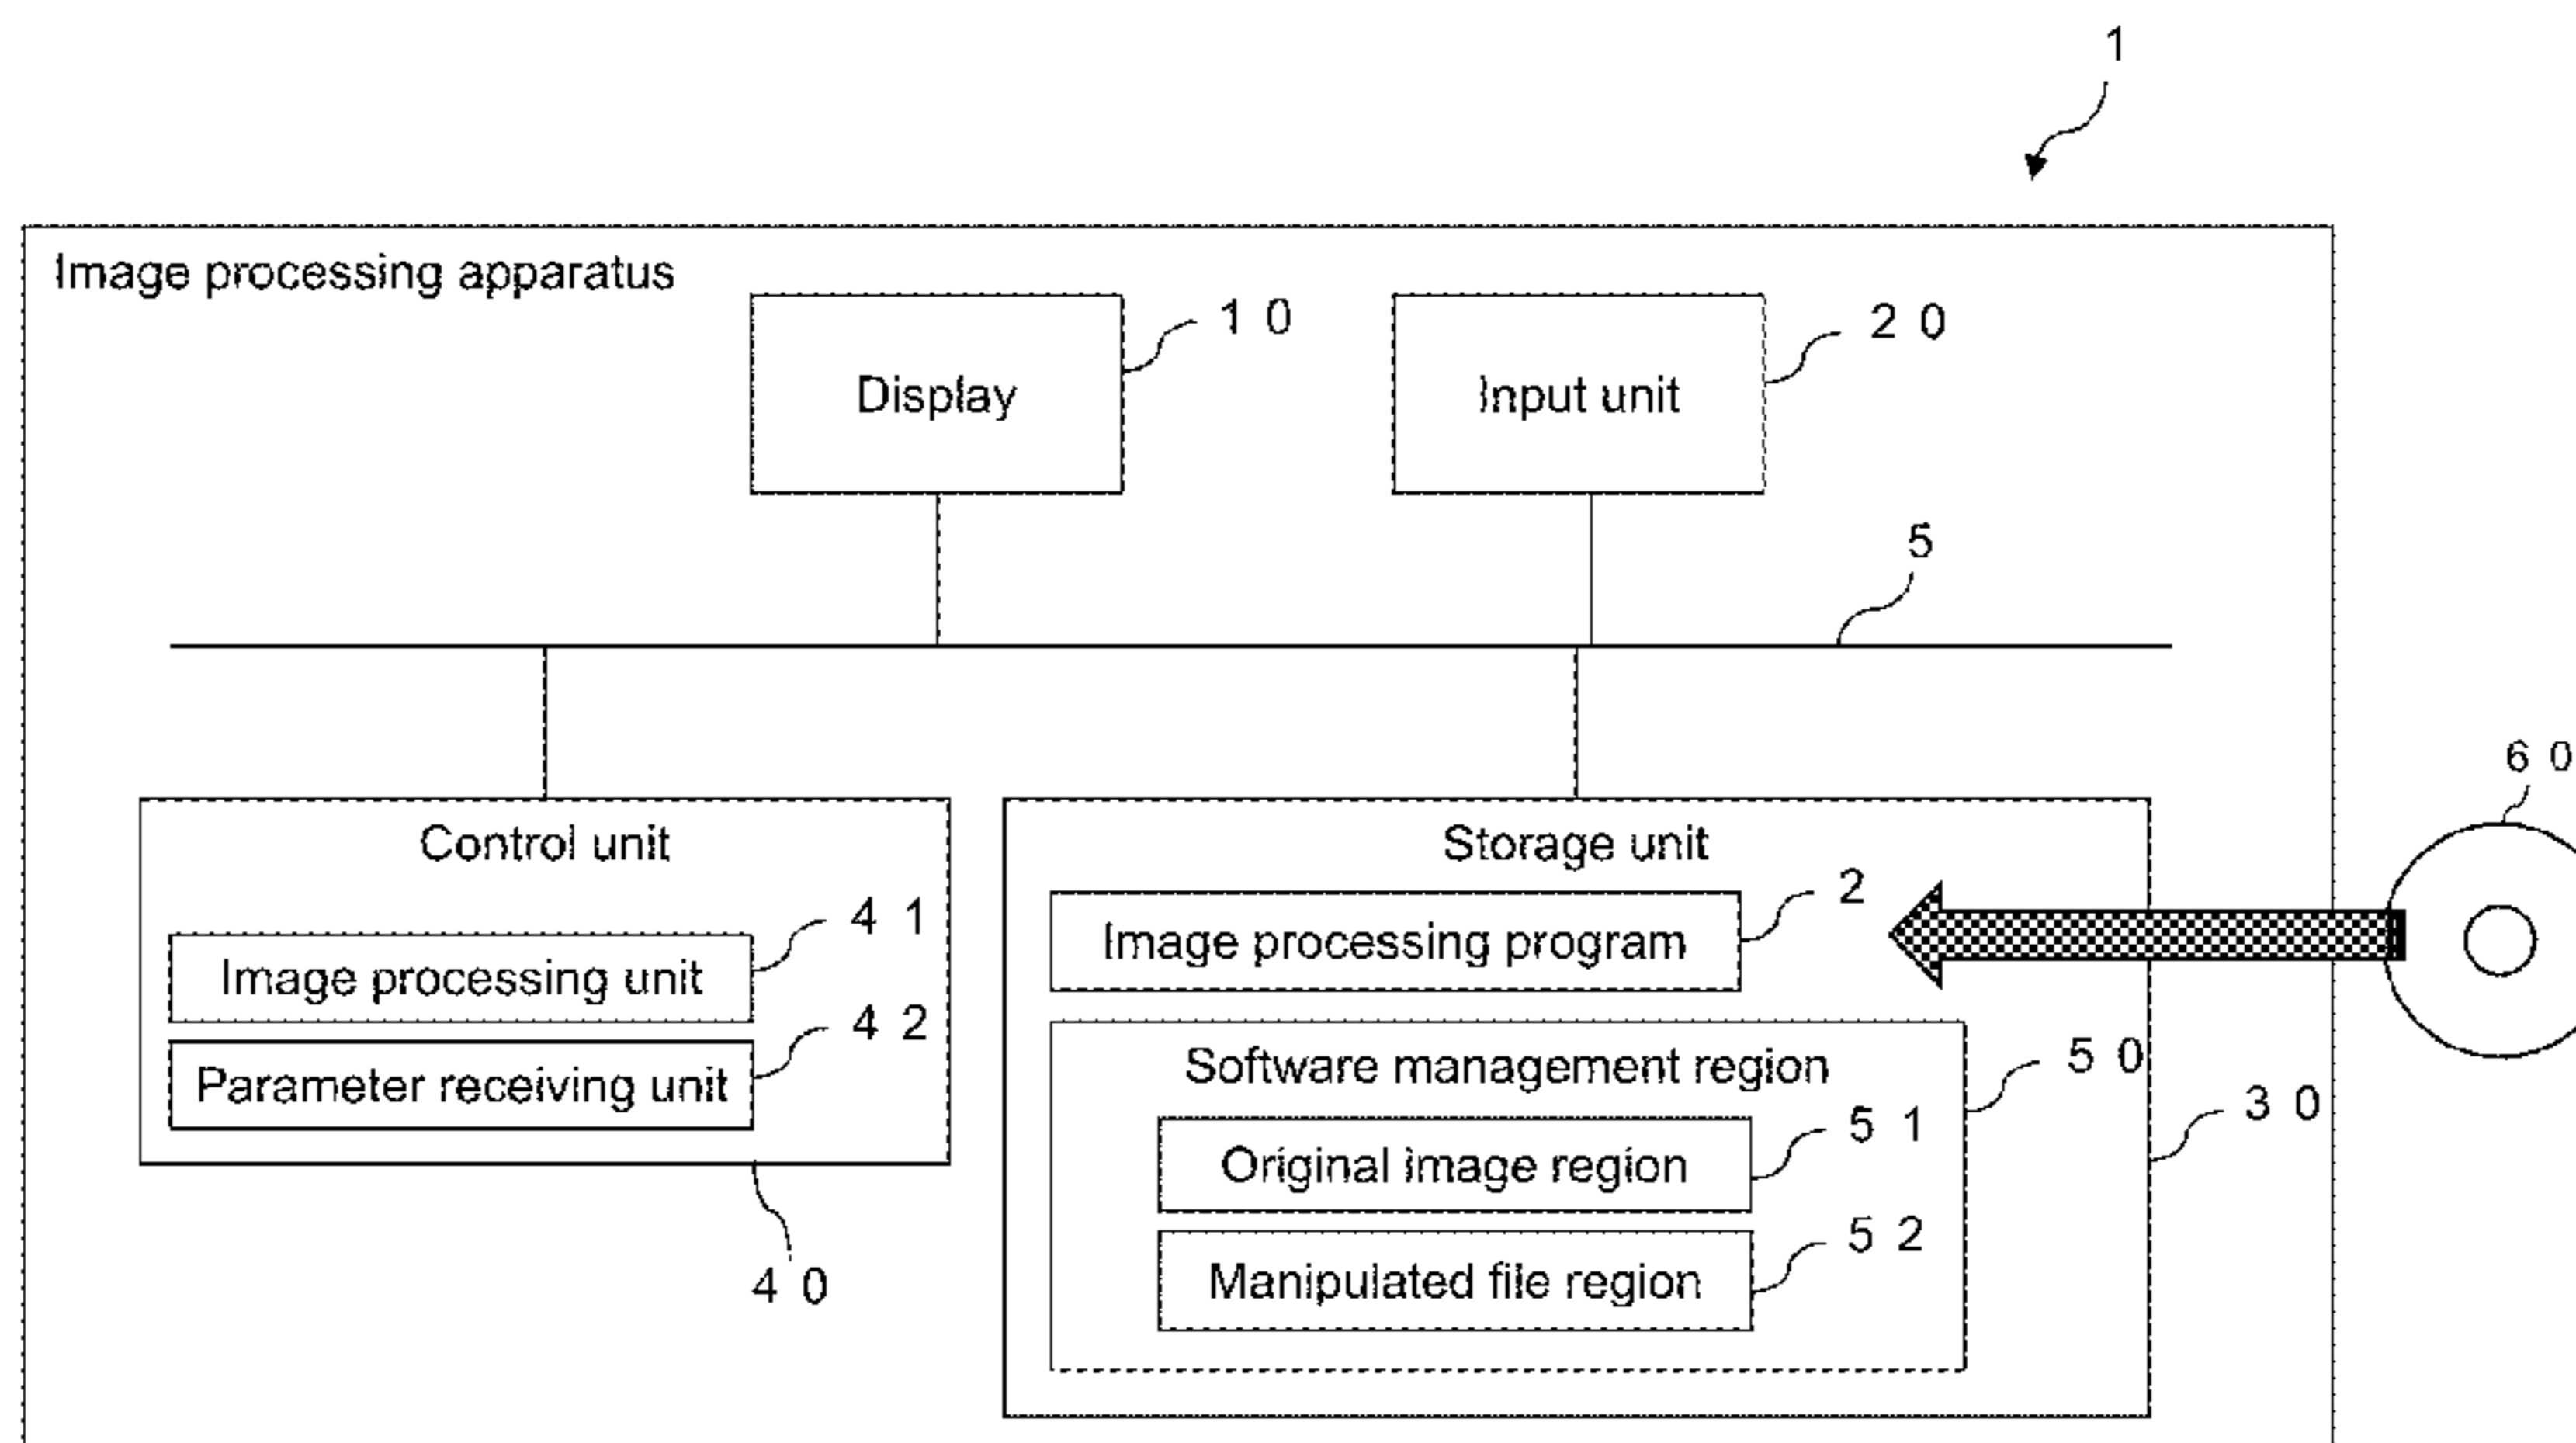 1
Image processing apparatus
1 0
2 0
Display
Input unit
5
6 0
Control unit
Storage unit
4 1
2
Image processing unit
Image processing program
4 2
Parameter receiving unit
Software management region
5 0
3 0
5 1
Original image region
5 2
Manipulated file region
4 0